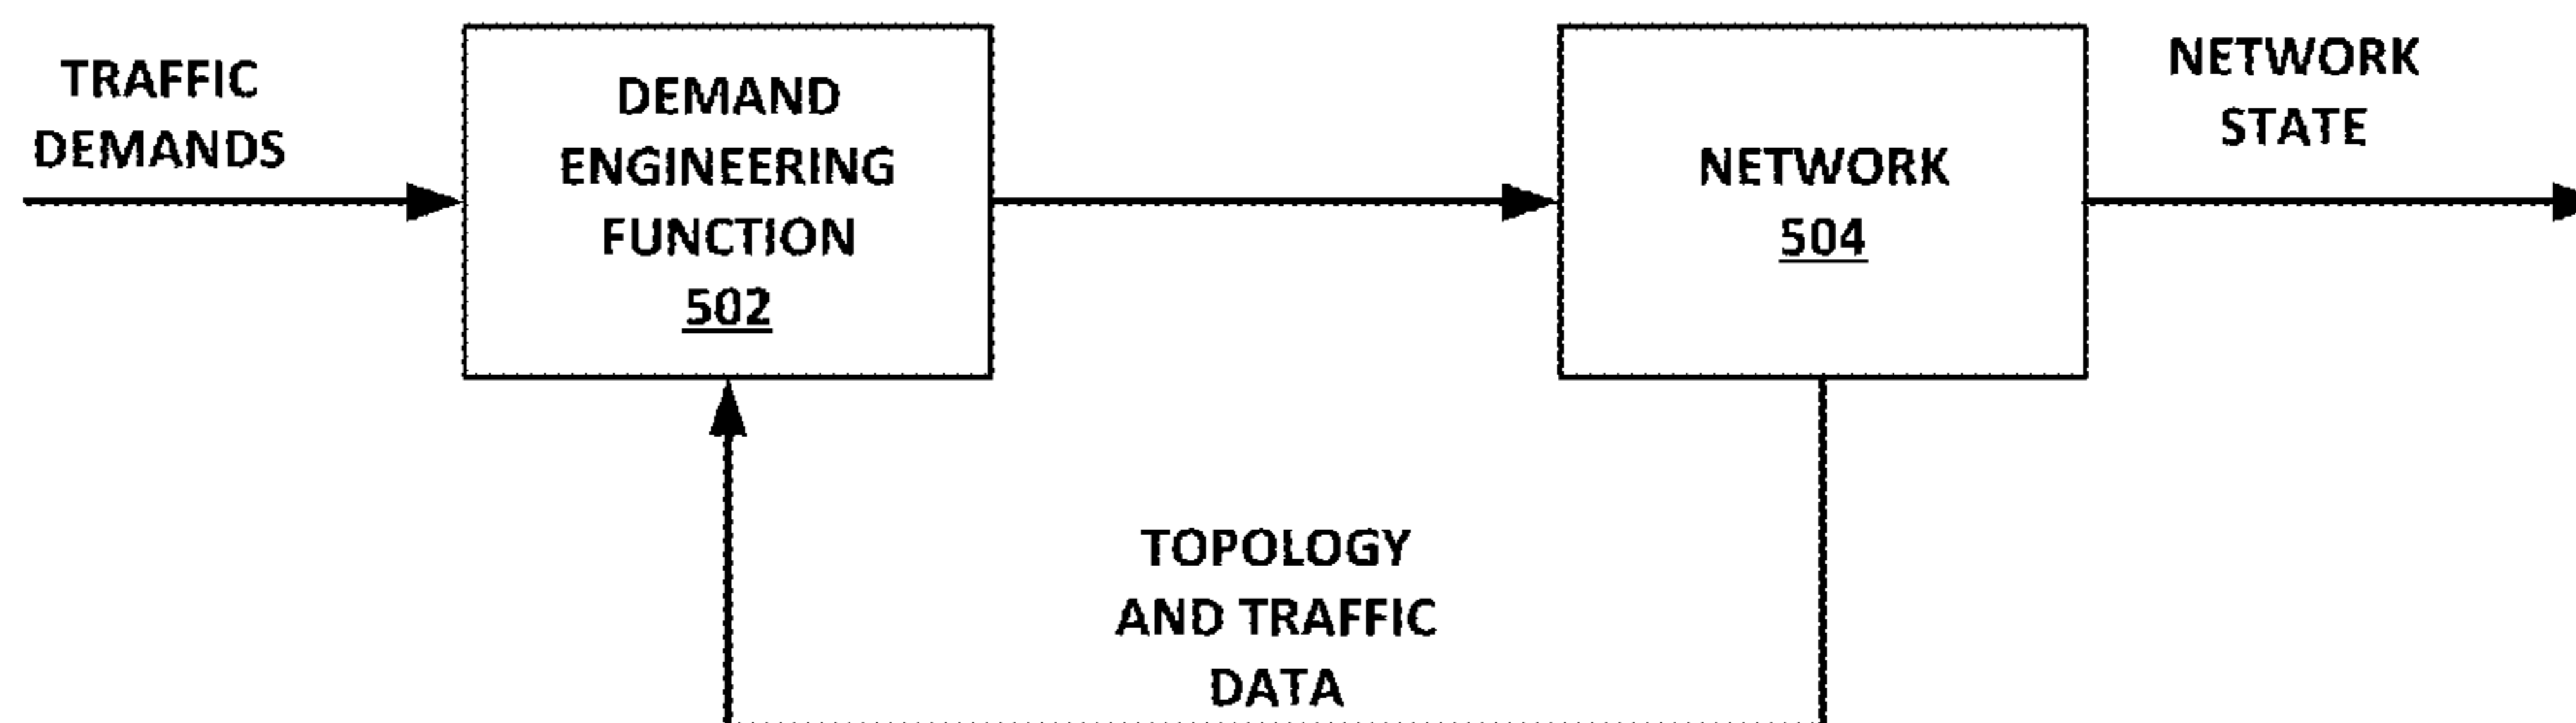 TRAFFIC
DEMANDS
DEMAND
ENGINEERING
FUNCTION
502
NETWORK
504
NETWORK
STATE
TOPOLOGY
AND TRAFFIC
DATA